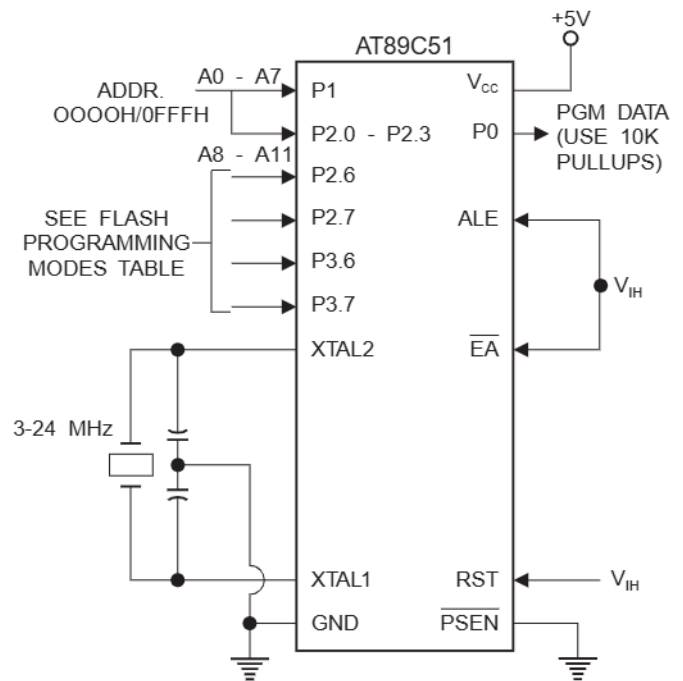 +5V
AT89C51
A0 - A7
ADDR.
OOOOH/0FFFH
P1
VCC
P2.0 - P2.3
P0
PGM DATA
(USE 10K
PULLUPS)
A8 - A11
P2.6
SEE FLASH
PROGRAMMING
MODES TABLE
P2.7
ALE
P3.6
VIH
P3.7
XTAL2
EA
3-24 MHz
XTAL1
RST
VIH
GND
PSEN